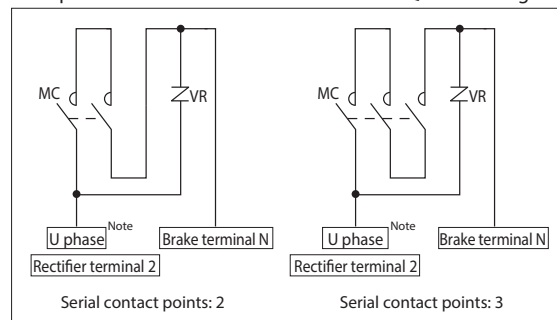 MC
VR
U phase
Note
Brake terminal N
Rectifier terminal 2
Serial contact points: 2
MC
VR
U phase
Note
Brake terminal N
Rectifier terminal 2
Serial contact points: 3